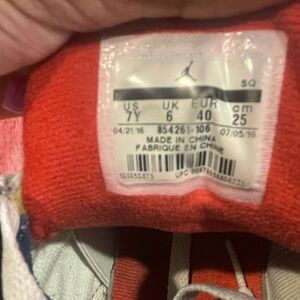 SQ
US UK EUR cm
7Y 6 40 25
04/21/16 854261-106 07/05/16
MADE IN CHINA
FABRIQUE EN CHINE